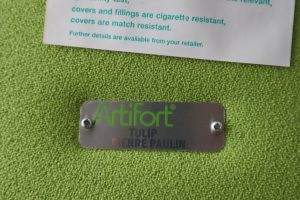 covers and fillings are cigarette resistant,
covers are match resistant.
Further details are available from your retailer.
Artifort
TULIP
PIERRE PAULIN